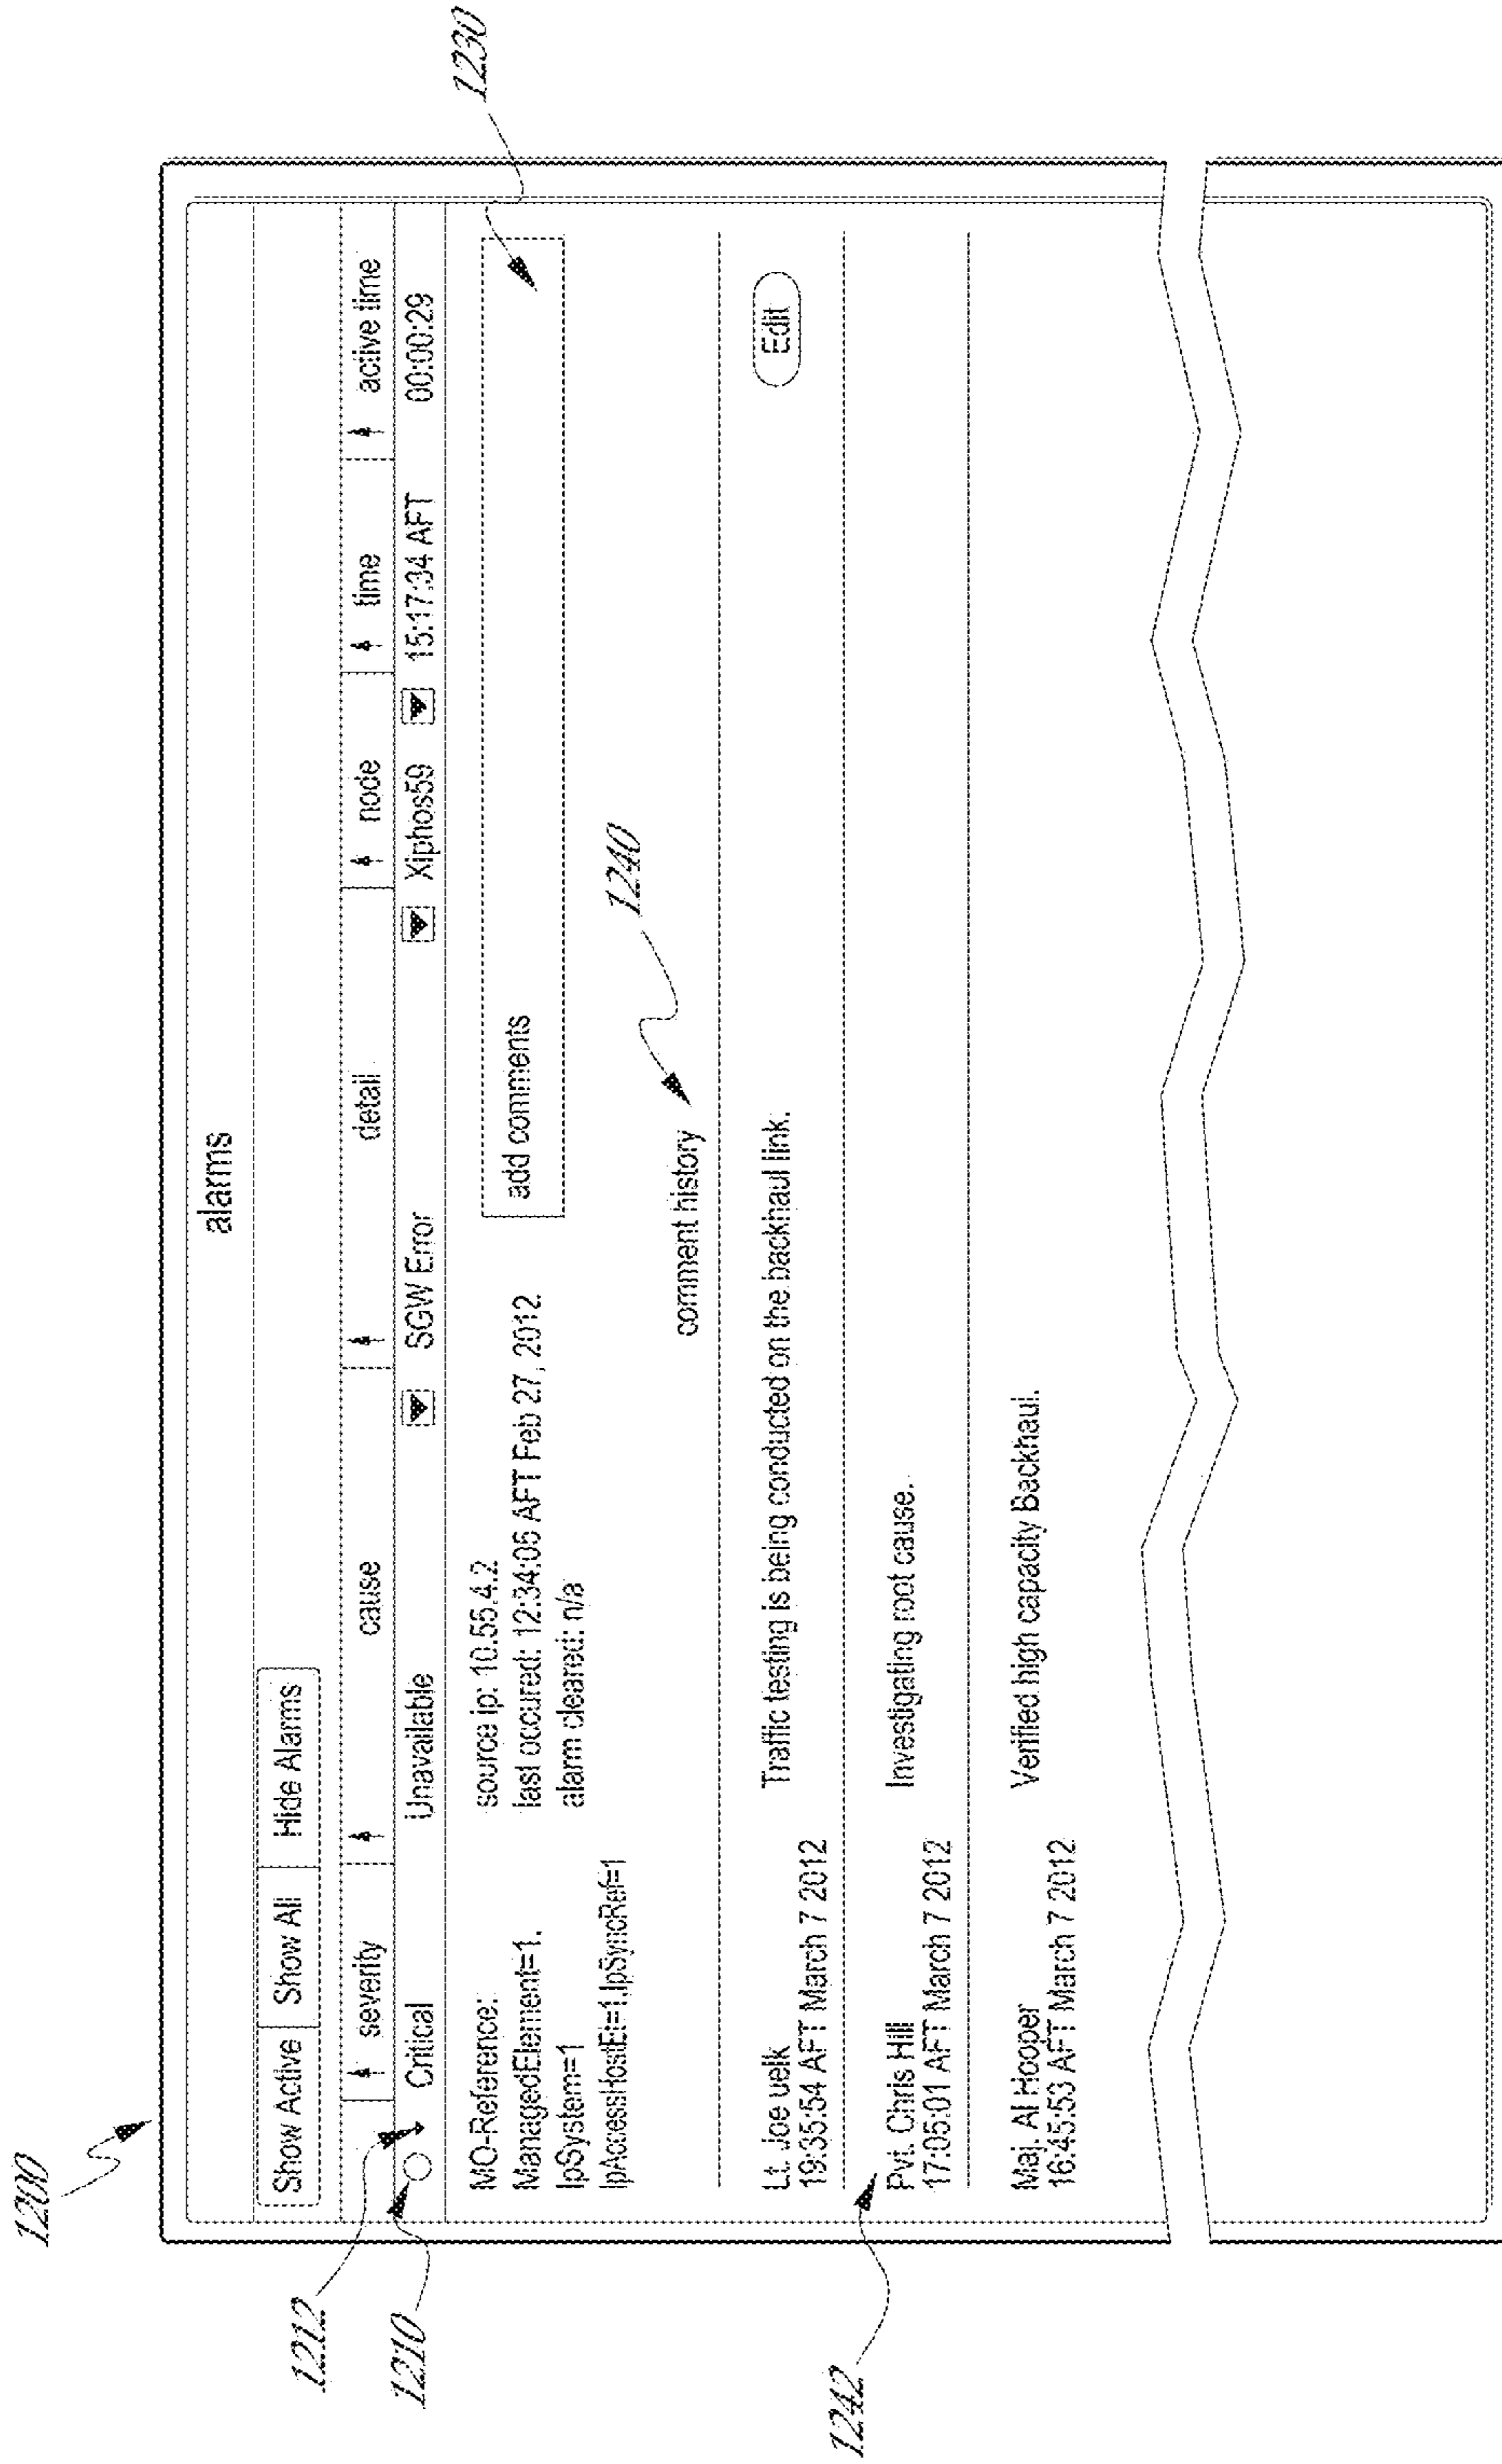 1200
alarms
Show Active Show All Hide Alarms
severity cause detail node time active time
1212
1210
Critical Unavailable SGW Error Xiphos59 15:17:34 AFT 00:00:29
MO-Reference:
ManagedElement=1,
IpSystem=1
IpAccessHostEt=1,IpSyncRef=1
source ip: 10.55.4.2
last occured: 12:34:05 AFT Feb 27, 2012
alarm cleared: n/a
add comments
1230
comment history
1240
Lt. Joe uelk
19:35:54 AFT March 7 2012
Traffic testing is being conducted on the backhaul link.
Edit
1242
Pvt. Chris Hill
17:05:01 AFT March 7 2012
Investigating root cause.
Maj. Al Hooper
16:45:53 AFT March 7 2012
Verified high capacity Backhaul.